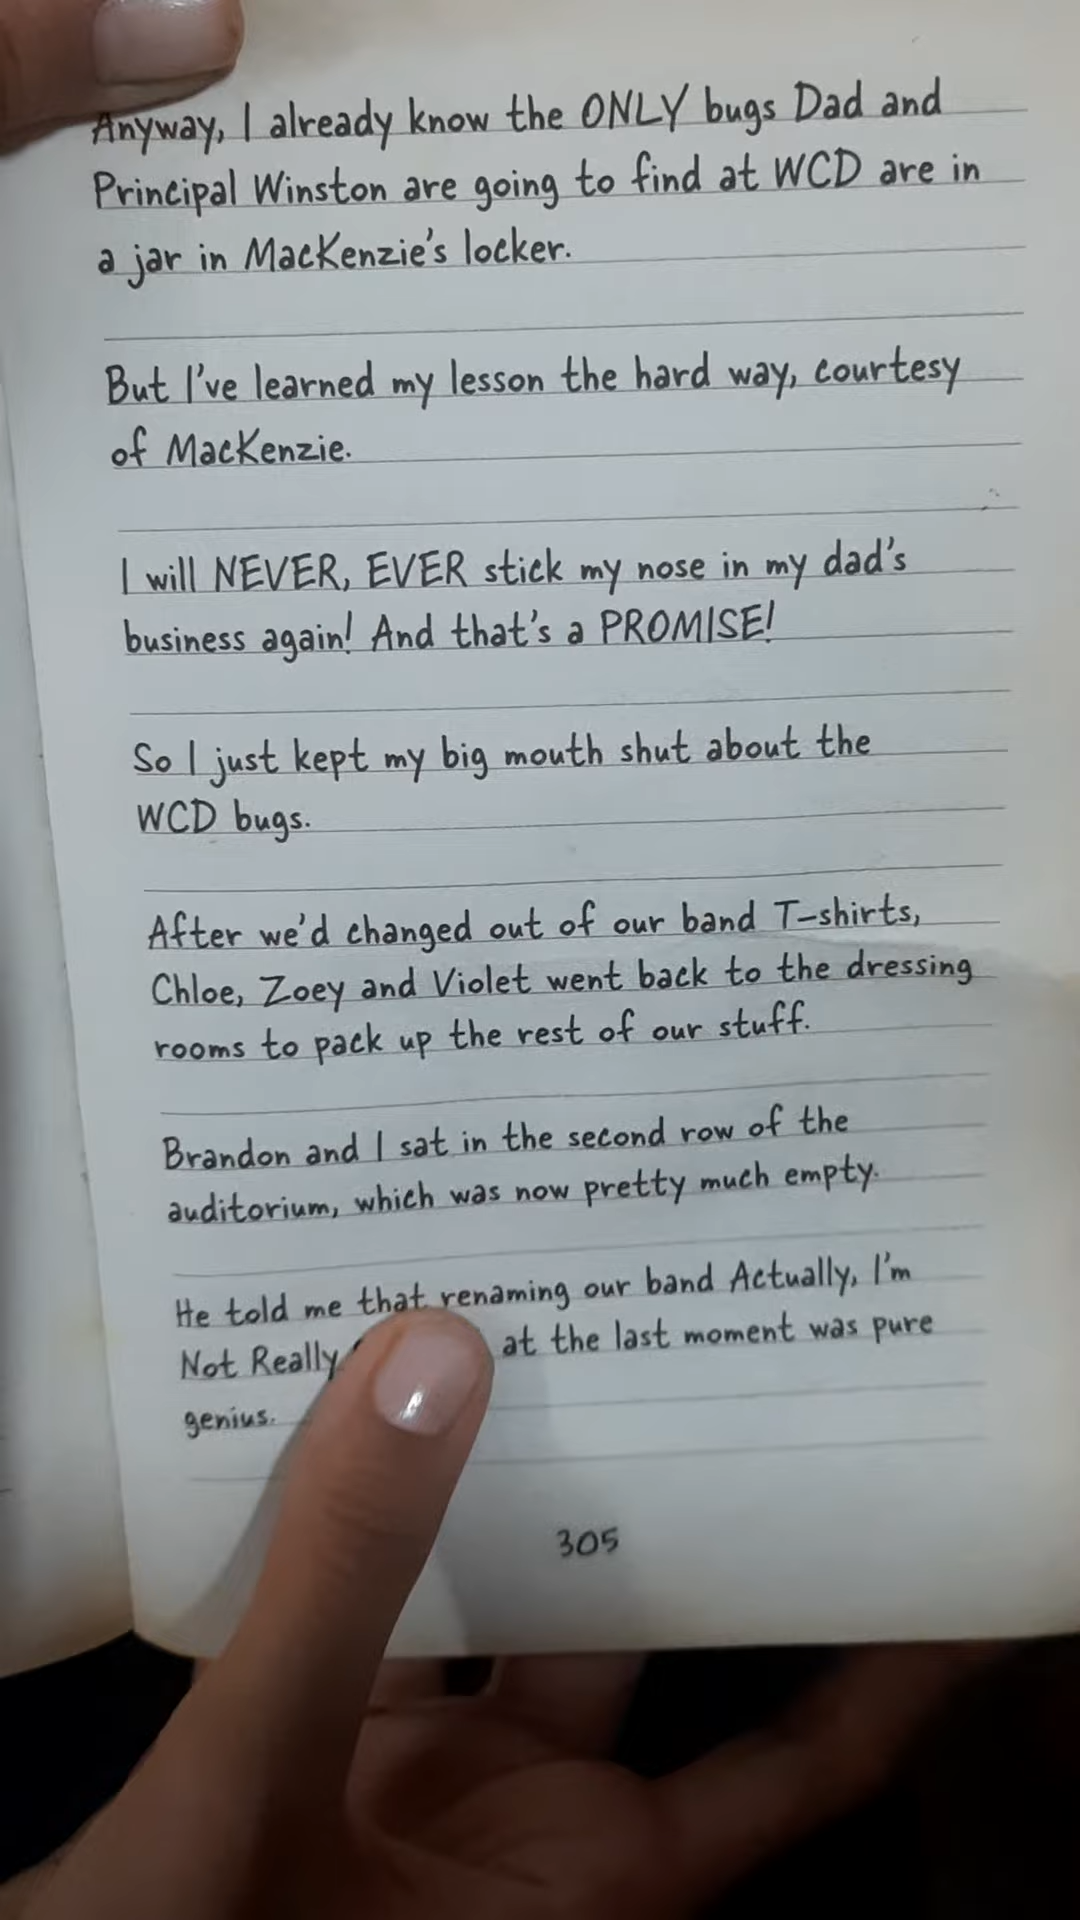 Anyway, I already know the ONLY bugs Dad and
Principal Winston are going to find at WCD are in
a jar in MacKenzie's locker.
But I've learned my lesson the hard way, courtesy
of MacKenzie.
I will NEVER, EVER stick my nose in my dad's
business again! And that's a PROMISE!
So I just kept my big mouth shut about the
WCD bugs.
After we'd changed out of our band T-shirts,
Chloe, Zoey and Violet went back to the dressing
rooms to pack up the rest of our stuff.
Brandon and I sat in the second row of the
auditorium, which was now pretty much empty.
He told me that renaming our band Actually, I'm
Not Really at the last moment was pure
genius.
305